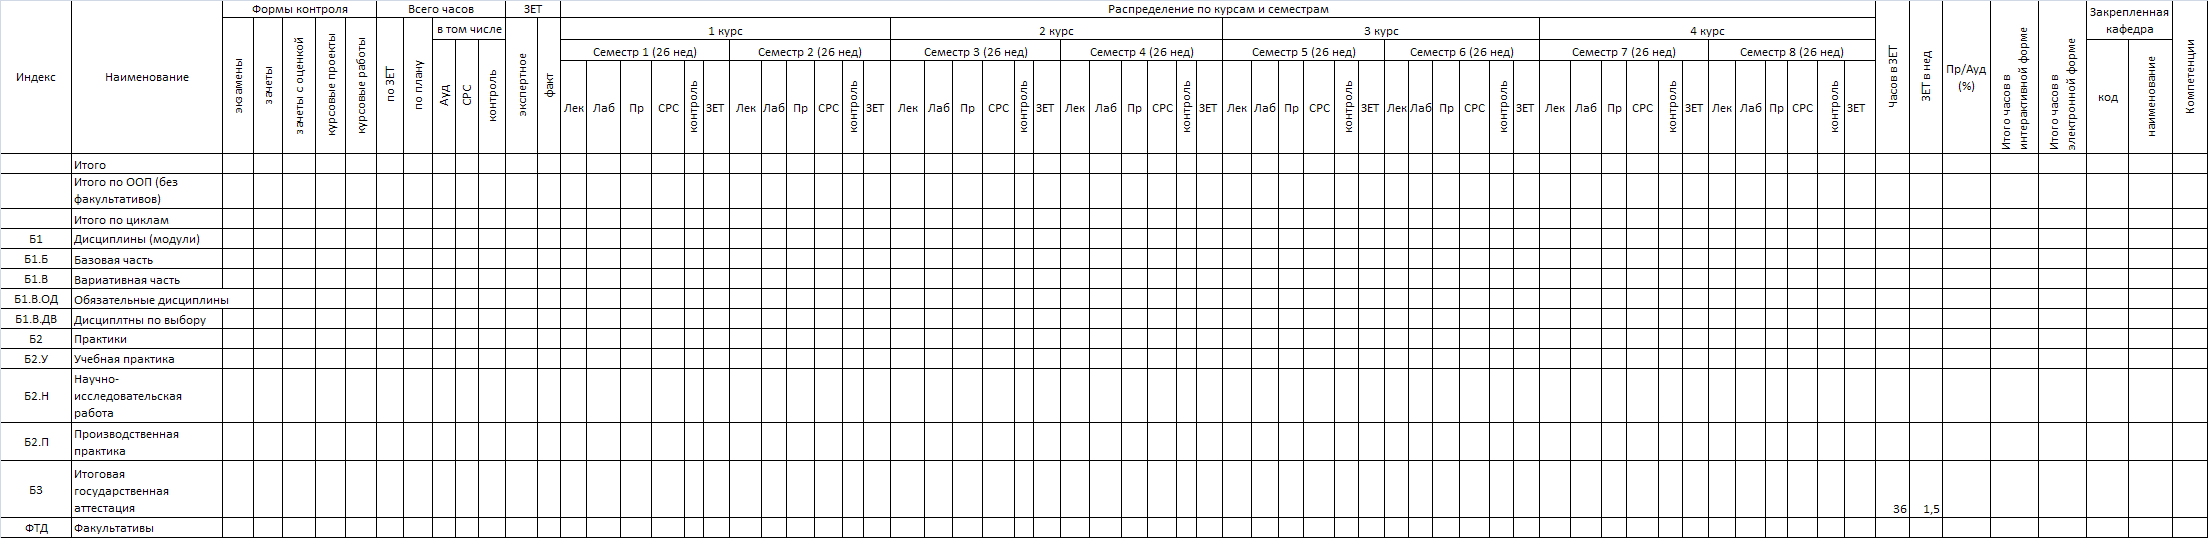 Формы контроля Всего часов ЗЕТ Распределение по курсам и семестрам Закрепленная кафедра
в том числе 1 курс 2 курс 3 курс 4 курс
Семестр 1 (26 нед) Семестр 2 (26 нед) Семестр 3 (26 нед) Семестр 4 (26 нед) Семестр 5 (26 нед) Семестр 6 (26 нед) Семестр 7 (26 нед) Семестр 8 (26 нед)
Индекс Наименование экзамены зачеты зачеты с оценкой курсовые проекты курсовые работы по ЗЕТ по плану Ауд СРС контроль экспертное факт Лек Лаб Пр СРС контроль ЗЕТ Лек Лаб Пр СРС контроль ЗЕТ Лек Лаб Пр СРС контроль ЗЕТ Лек Лаб Пр СРС контроль ЗЕТ Лек Лаб Пр СРС контроль ЗЕТ Лек Лаб Пр СРС контроль ЗЕТ Лек Лаб Пр СРС контроль ЗЕТ Лек Лаб Пр СРС контроль ЗЕТ Часов в ЗЕТ ЗЕТ в нед Пр/Ауд (%) Итого часов в интерактивной форме Итого часов в электронной форме код наименование Компетенции
Итого
Итого по ООП (без
факультативов)
Итого по циклам
Б1 Дисциплины (модули)
Б1.Б Базовая часть
Б1.В Вариативная часть
Б1.В.ОД Обязательные дисциплины
Б1.В.ДВ Дисциплтны по выбору
Б2 Практики
Б2.У Учебная практика
Научно-
Б2.Н исследовательская
работа
Б2.П Производственная
практика
Итоговая
Б3 государственная
аттестация 36 1,5
ФТД Факультативы